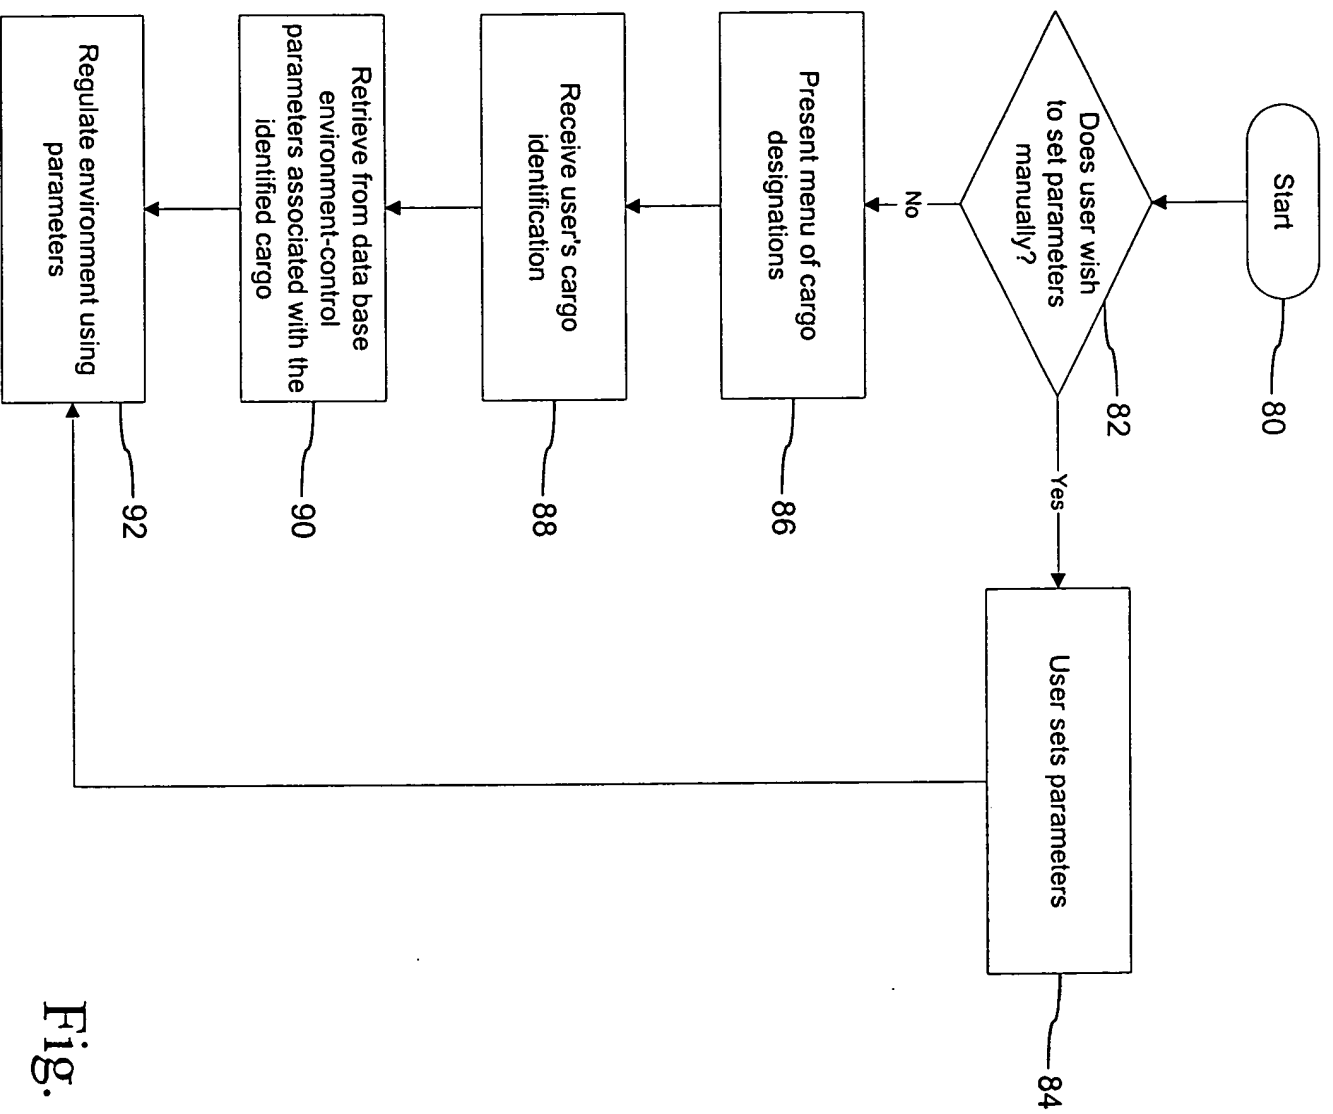 Start
80
Does user wish
to set parameters
manually?
82
Yes
User sets parameters
84
No
Present menu of cargo
designations
86
Receive user's cargo
identification
88
Retrieve from data base
environment-control
parameters associated with the
identified cargo
90
Regulate environment using
parameters
92
Fig.